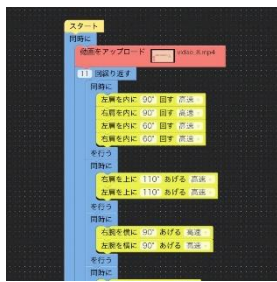 スタート
同時に
動画をアップロード video_8.mp4
11 回繰り返す
同時に
左肩を内に 90° 回す 高速
右肩を内に 90° 回す 高速
左肩を内に 60° 回す 高速
右肩を内に 60° 回す 高速
を行う
同時に
右肩を上に 110° あげる 高速
左肩を上に 110° あげる 高速
を行う
同時に
右腕を横に 90° あげる 高速
左腕を横に 90° あげる 高速
を行う
同時に